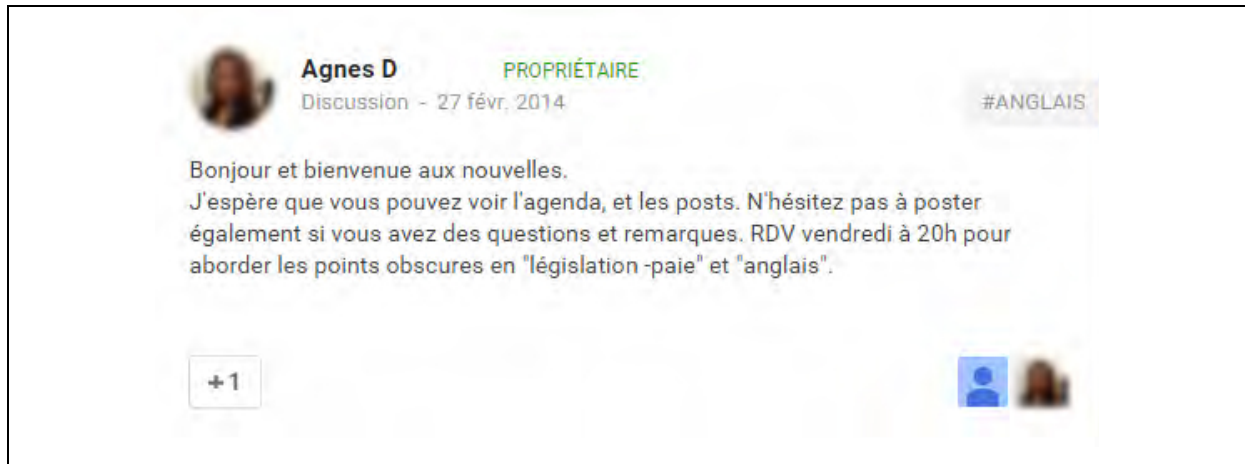 Agnes D PROPRIÉTAIRE
Discussion - 27 févr. 2014 #ANGLAIS
Bonjour et bienvenue aux nouvelles.
J'espère que vous pouvez voir l'agenda, et les posts. N'hésitez pas à poster
également si vous avez des questions et remarques. RDV vendredi à 20h pour
aborder les points obscures en "législation -paie" et "anglais".
+1